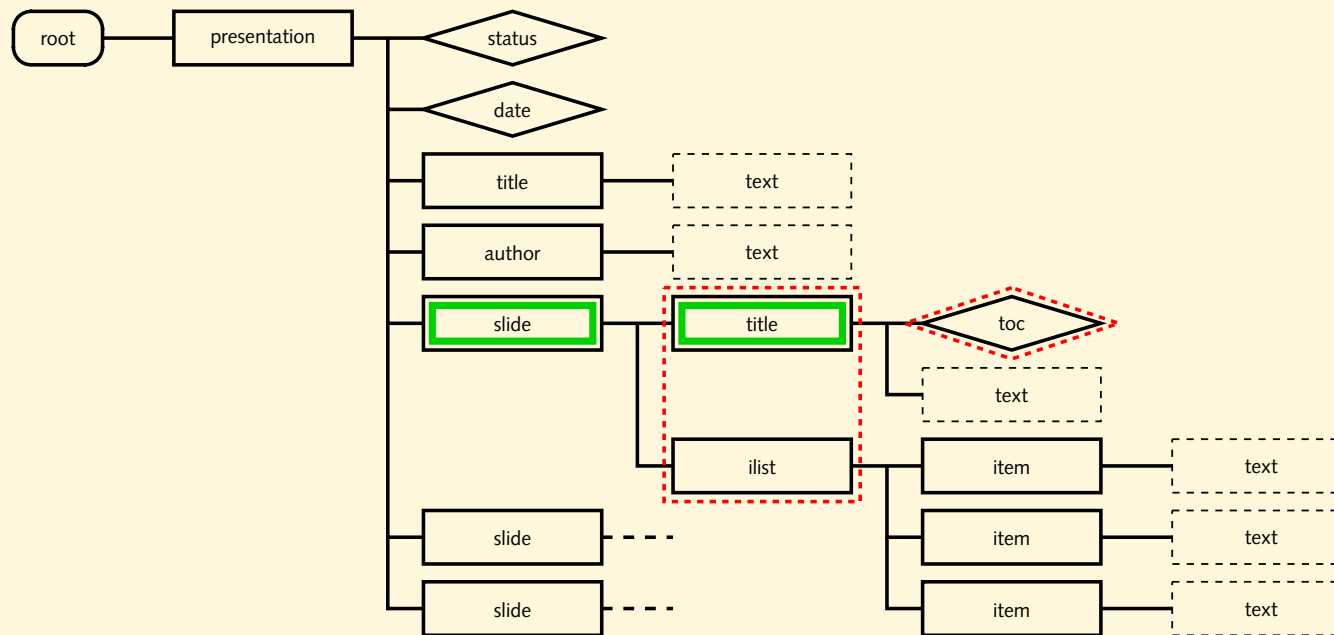 root presentation status
date
title text
author text
slide title toc
text
ilist item text
slide item text
slide item text